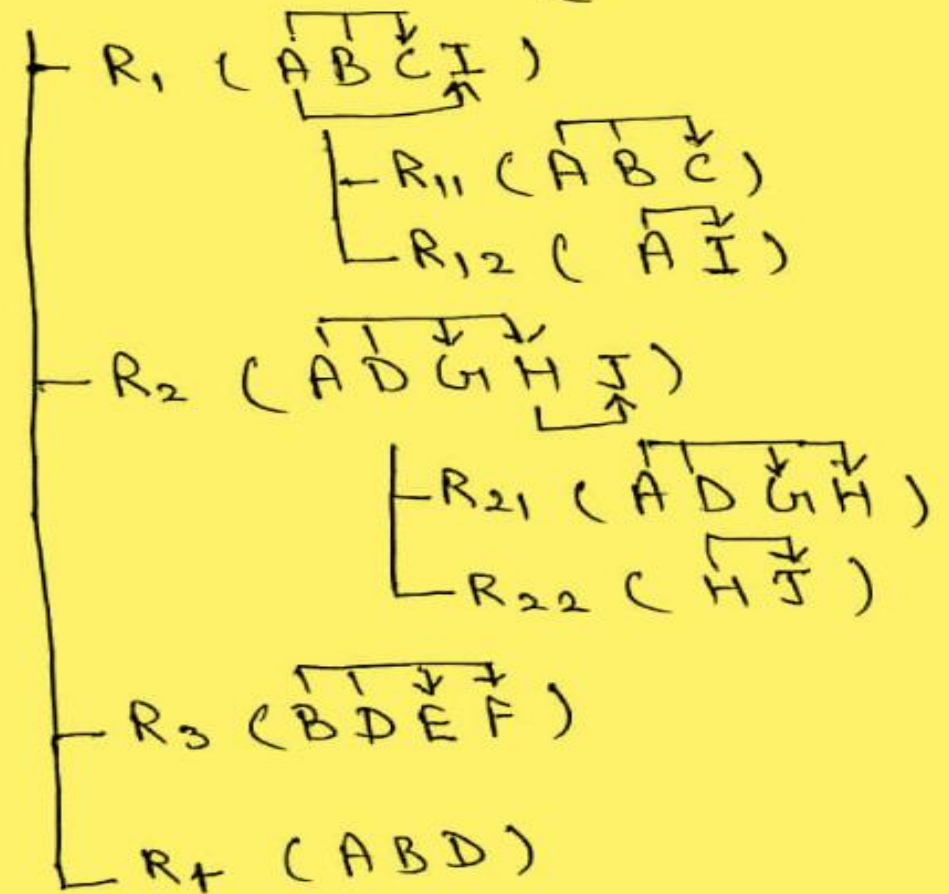 R1 ( A B C I )
R11 ( A B C )
R12 ( A I )
R2 ( A D G H J )
R21 ( A D G H )
R22 ( H J )
R3 ( B D E F )
R4 ( A B D )